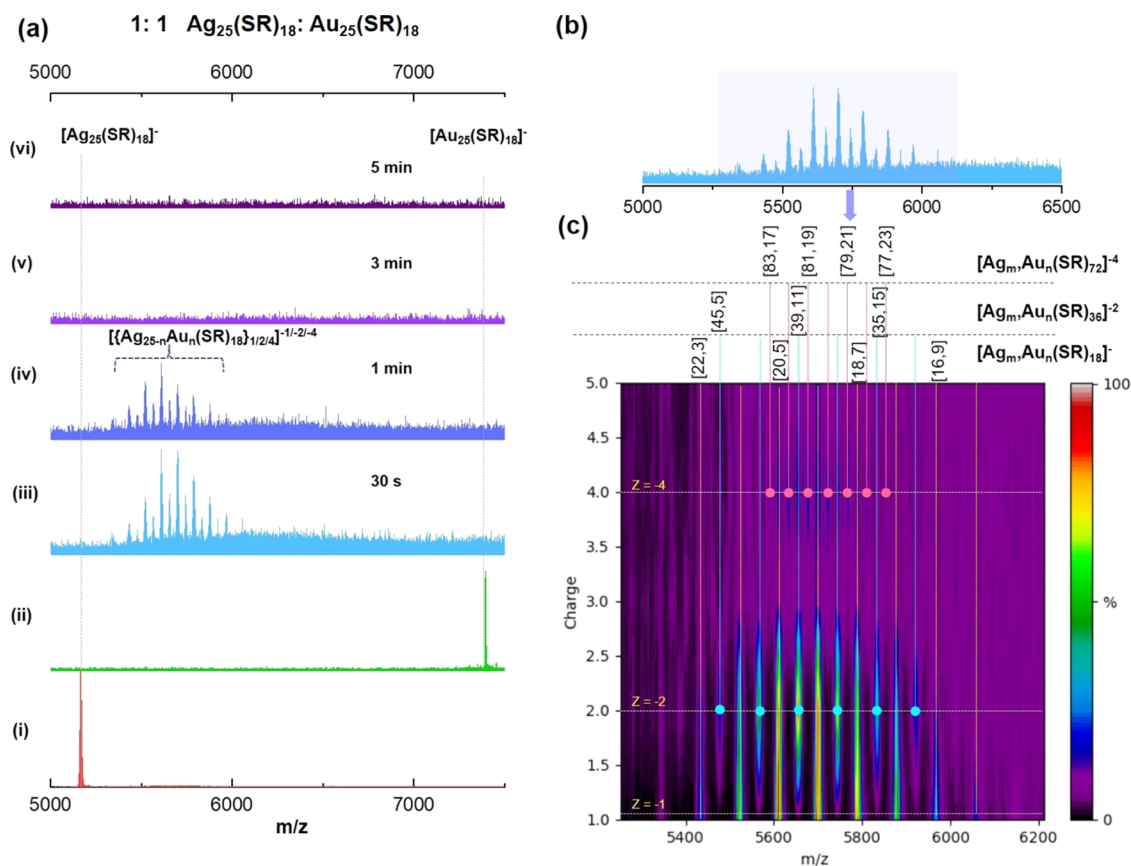 (a)
1: 1 Ag25(SR)18: Au25(SR)18
5000 6000 7000
[Ag25(SR)18]-
[Au25(SR)18]-
(vi)
5 min
(v)
3 min
[{Ag25-nAun(SR)18}1/2/4]-1/-2/-4
(iv)
1 min
(iii)
30 s
(ii)
(i)
5000 6000 7000
m/z
(b)
5000 5500 6000 6500
(c)
[83,17] [81,19] [79,21] [77,23]
[Agm,Aun(SR)72]-4
[45,5] [39,11] [35,15]
[Agm,Aun(SR)36]-2
[22,3] [20,5] [18,7] [16,9]
[Agm,Aun(SR)18]-
5.0
4.5
4.0
3.5
3.0
2.5
2.0
1.5
1.0
Charge
Z = -4
Z = -2
Z = -1
5400 5600 5800 6000 6200
m/z
100
%
0